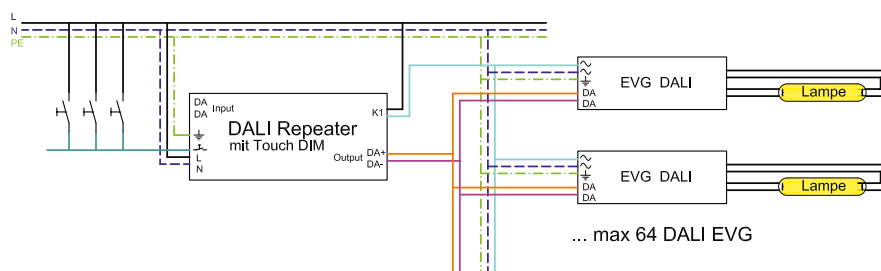 L
N
PE
DA
DA
Input
K1
DALI Repeater
mit Touch DIM
L
N
Output
DA+
DA-
EVG DALI
DA
DA
Lampe
EVG DALI
DA
DA
Lampe
... max 64 DALI EVG